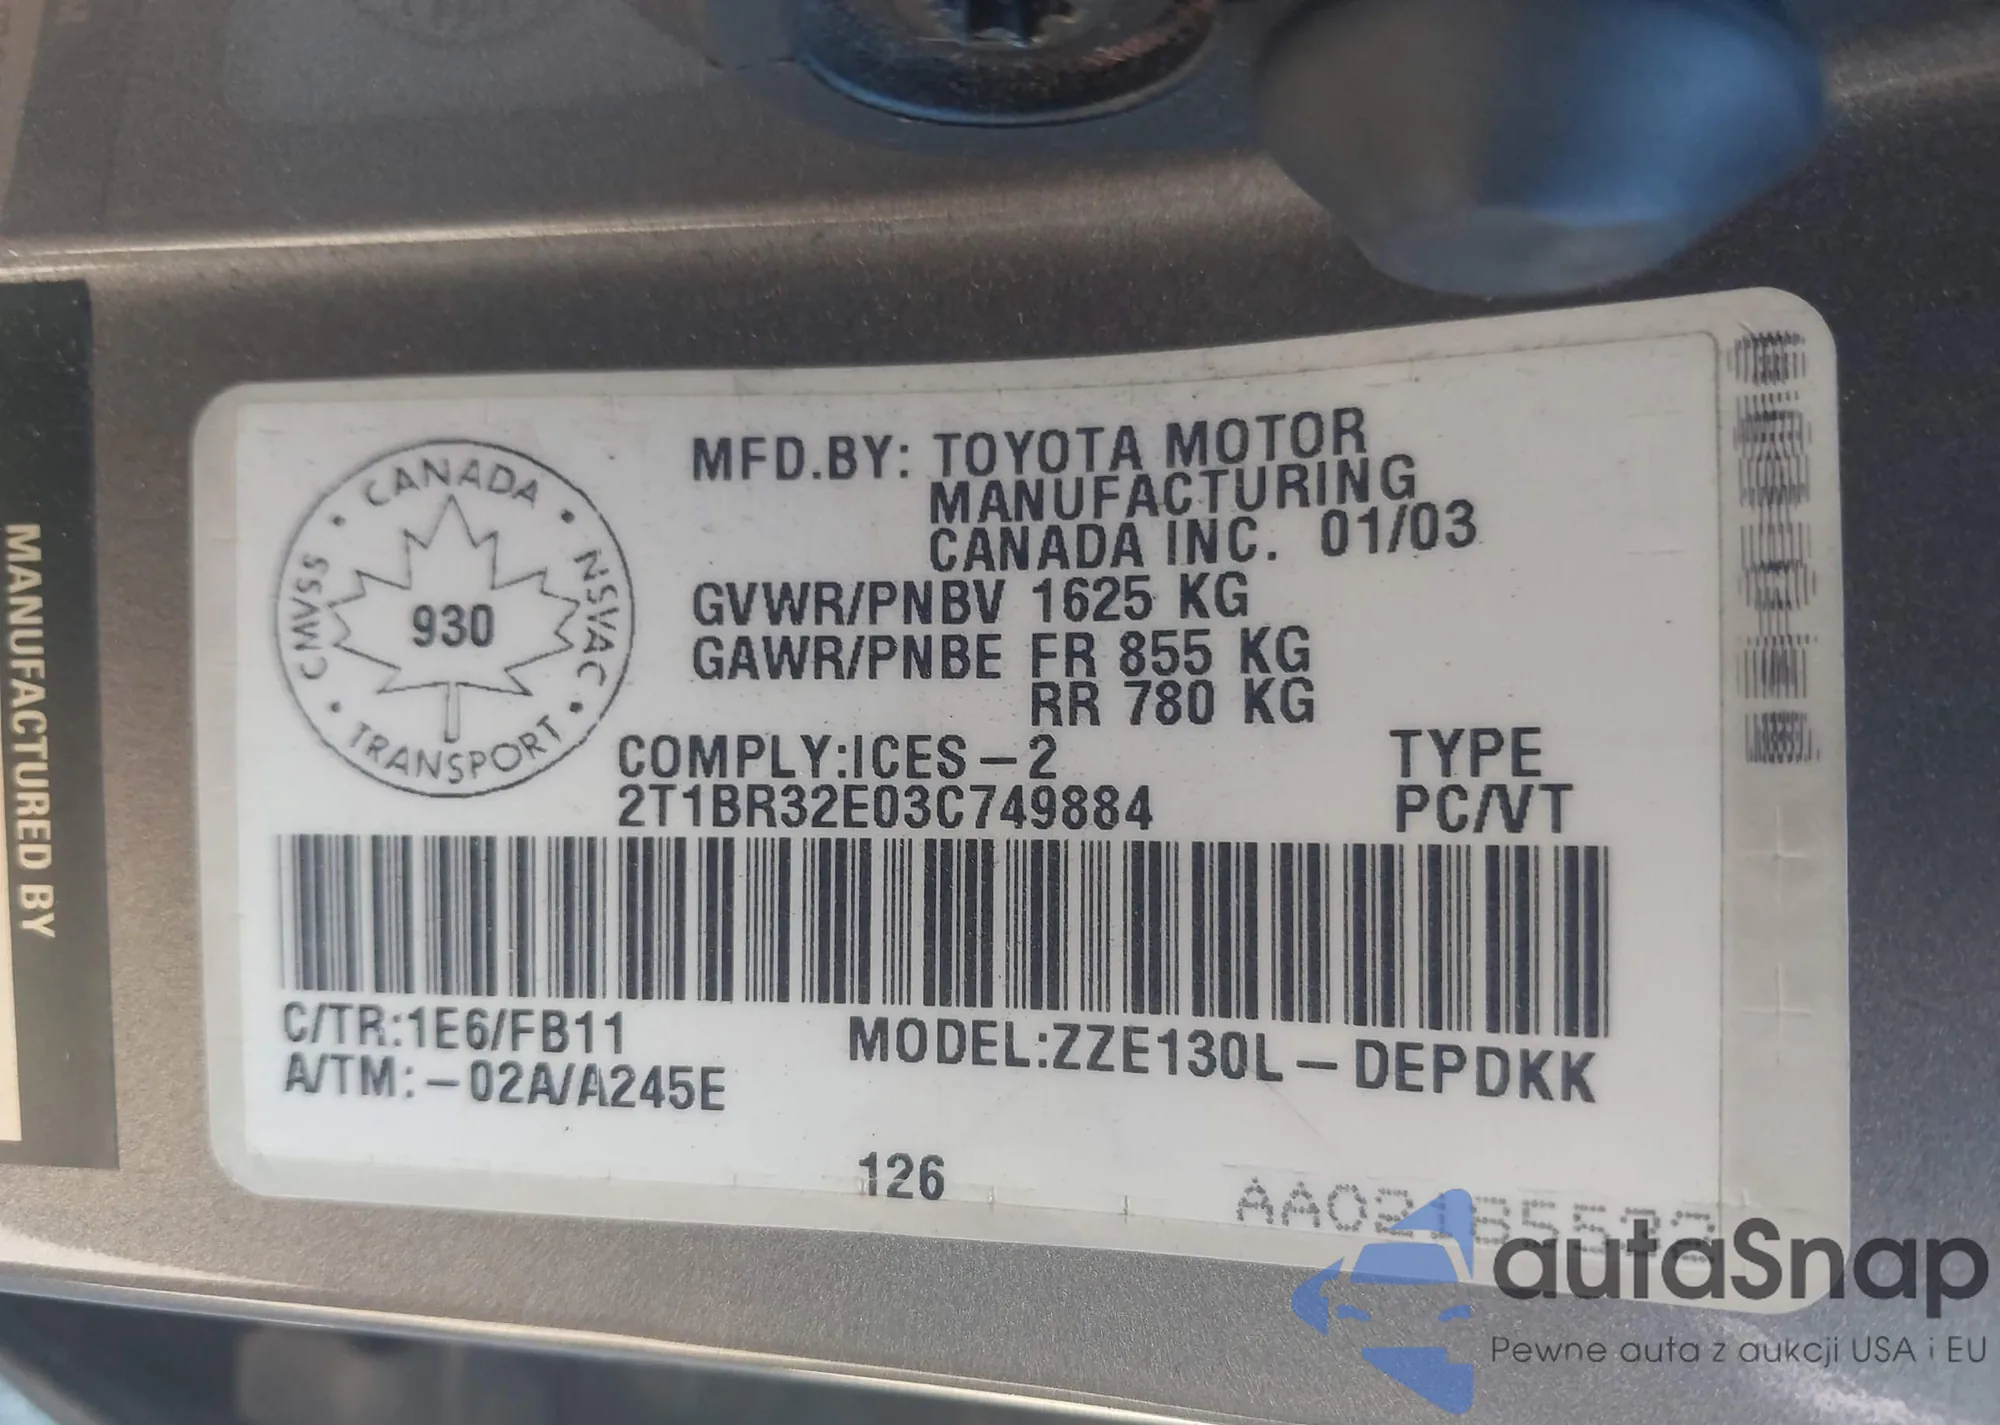 MANUFACTURED BY
CANADA · NSVAC · TRANSPORT · CMVSS
930
MFD.BY: TOYOTA MOTOR
MANUFACTURING
CANADA INC. 01/03
GVWR/PNBV 1625 KG
GAWR/PNBE FR 855 KG
RR 780 KG
COMPLY:ICES-2 TYPE
2T1BR32E03C749884 PC/VT
C/TR:1E6/FB11 MODEL:ZZE130L-DEPDKK
A/TM:-02A/A245E
126
autaSnap
Pewne auta z aukcji USA i EU